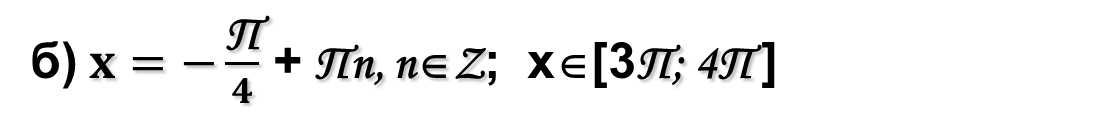 б) x = − π/4 + πn, n∈Z; x∈[3π; 4π]